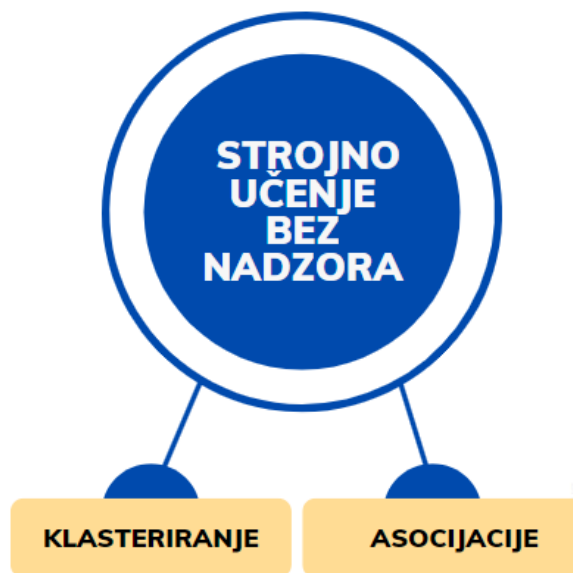 STROJNO
UČENJE
BEZ
NADZORA
KLASTERIRANJE
ASOCIJACIJE